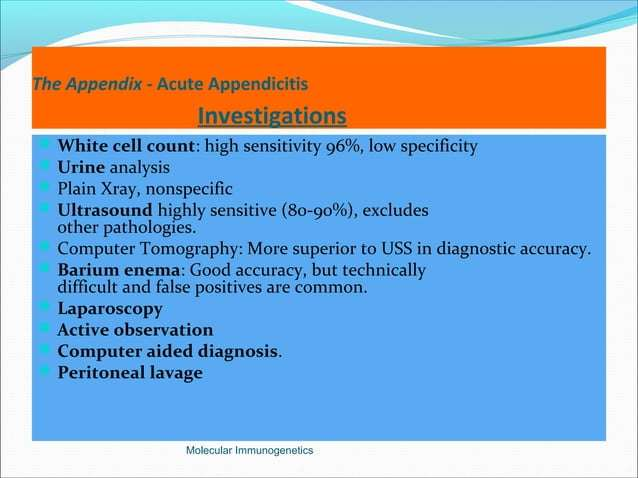 The Appendix - Acute Appendicitis
Investigations
White cell count: high sensitivity 96%, low specificity
Urine analysis
Plain Xray, nonspecific
Ultrasound highly sensitive (80-90%), excludes
other pathologies.
Computer Tomography: More superior to USS in diagnostic accuracy.
Barium enema: Good accuracy, but technically
difficult and false positives are common.
Laparoscopy
Active observation
Computer aided diagnosis.
Peritoneal lavage
Molecular Immunogenetics